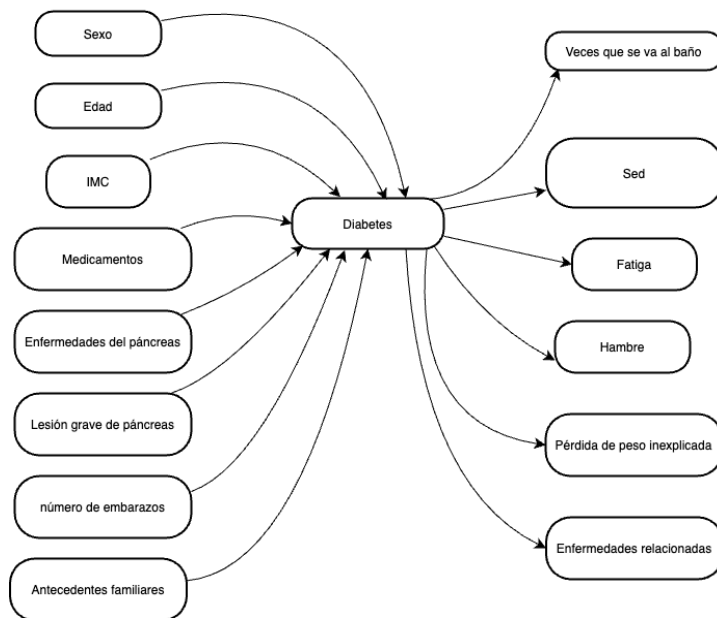 Sexo
Edad
IMC
Medicamentos
Enfermedades del páncreas
Lesión grave de páncreas
número de embarazos
Antecedentes familiares
Diabetes
Veces que se va al baño
Sed
Fatiga
Hambre
Pérdida de peso inexplicada
Enfermedades relacionadas